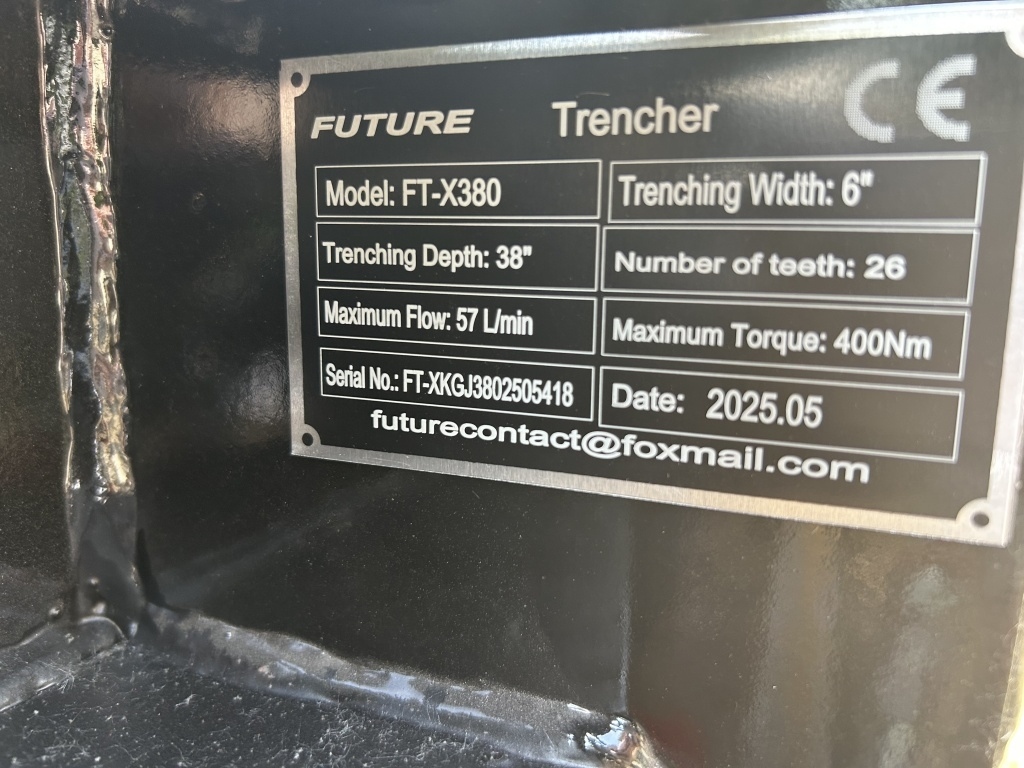 FUTURE Trencher CE
Model: FT-X380 Trenching Width: 6"
Trenching Depth: 38" Number of teeth: 26
Maximum Flow: 57 L/min Maximum Torque: 400Nm
Serial No.: FT-XKGJ3802505418 Date: 2025.05
futurecontact@foxmail.com